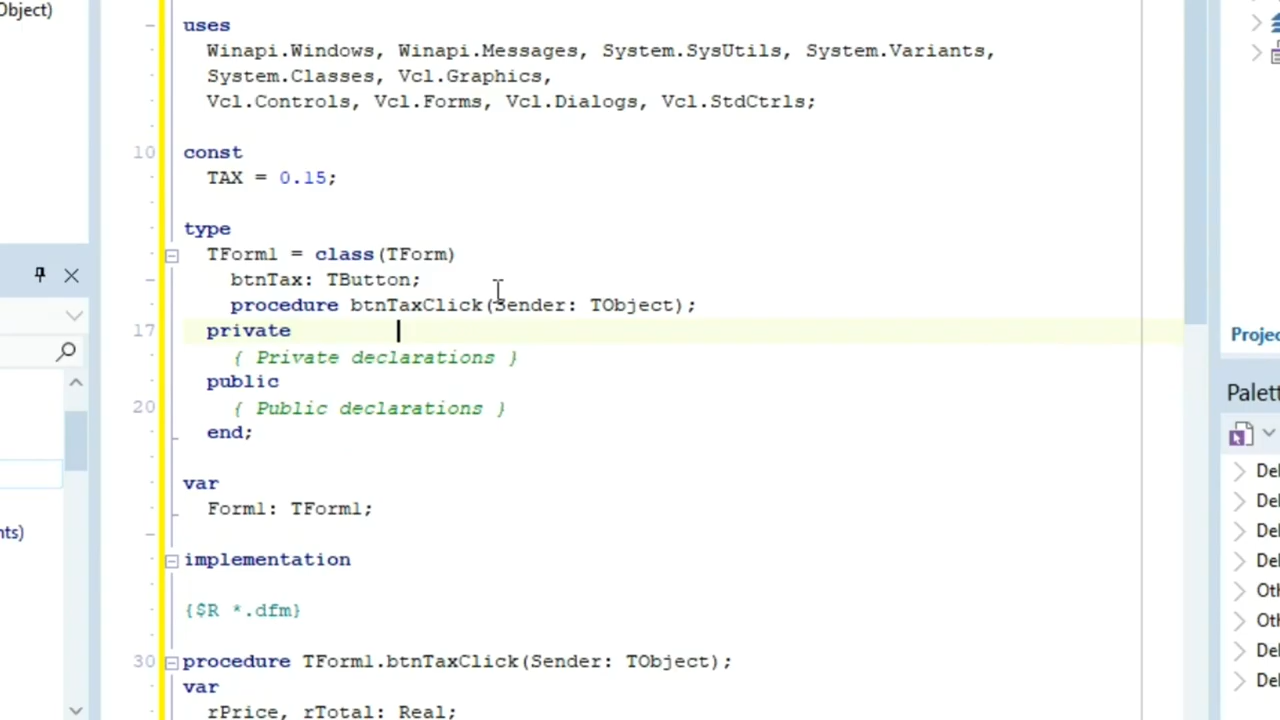 Object)
uses
Winapi.Windows, Winapi.Messages, System.SysUtils, System.Variants,
System.Classes, Vcl.Graphics,
Vcl.Controls, Vcl.Forms, Vcl.Dialogs, Vcl.StdCtrls;
10 const
TAX = 0.15;
type
TForm1 = class(TForm)
btnTax: TButton;
procedure btnTaxClick(Sender: TObject);
17 private
{ Private declarations }
public
20 { Public declarations }
end;
var
Form1: TForm1;
nts)
implementation
{$R *.dfm}
30 procedure TForm1.btnTaxClick(Sender: TObject);
var
rPrice, rTotal: Real;
Projec
Palett
Del
Del
Del
Del
Oth
Oth
Del
Del